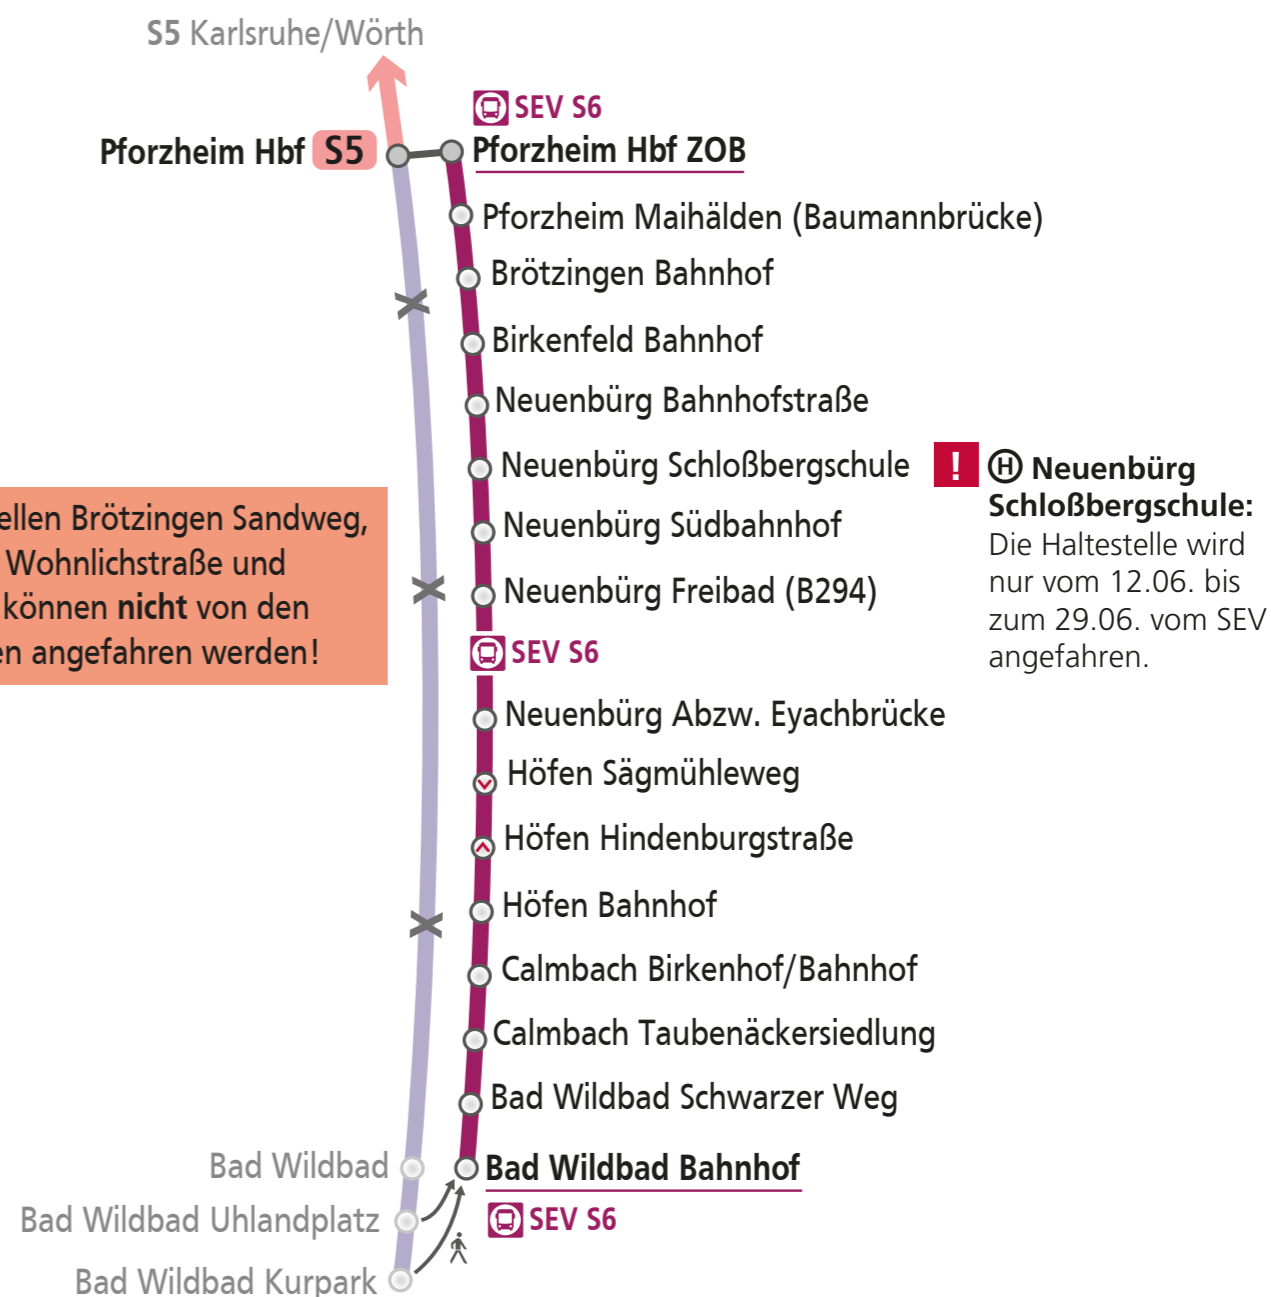 S5 Karlsruhe/Wörth
SEV S6
Pforzheim Hbf S5
Pforzheim Hbf ZOB
Pforzheim Maihälden (Baumannbrücke)
Brötzingen Bahnhof
Birkenfeld Bahnhof
Neuenbürg Bahnhofstraße
Neuenbürg Schloßbergschule
Neuenbürg Südbahnhof
Neuenbürg Freibad (B294)
! H Neuenbürg
Schloßbergschule:
Die Haltestelle wird
nur vom 12.06. bis
zum 29.06. vom SEV
angefahren.
Brötzingen Sandweg,
Wohnlichstraße und
können nicht von den
angefahren werden!
SEV S6
Neuenbürg Abzw. Eyachbrücke
Höfen Sägmühleweg
Höfen Hindenburgstraße
Höfen Bahnhof
Calmbach Birkenhof/Bahnhof
Calmbach Taubenäckersiedlung
Bad Wildbad Schwarzer Weg
Bad Wildbad
Bad Wildbad Bahnhof
Bad Wildbad Uhlandplatz
SEV S6
Bad Wildbad Kurpark